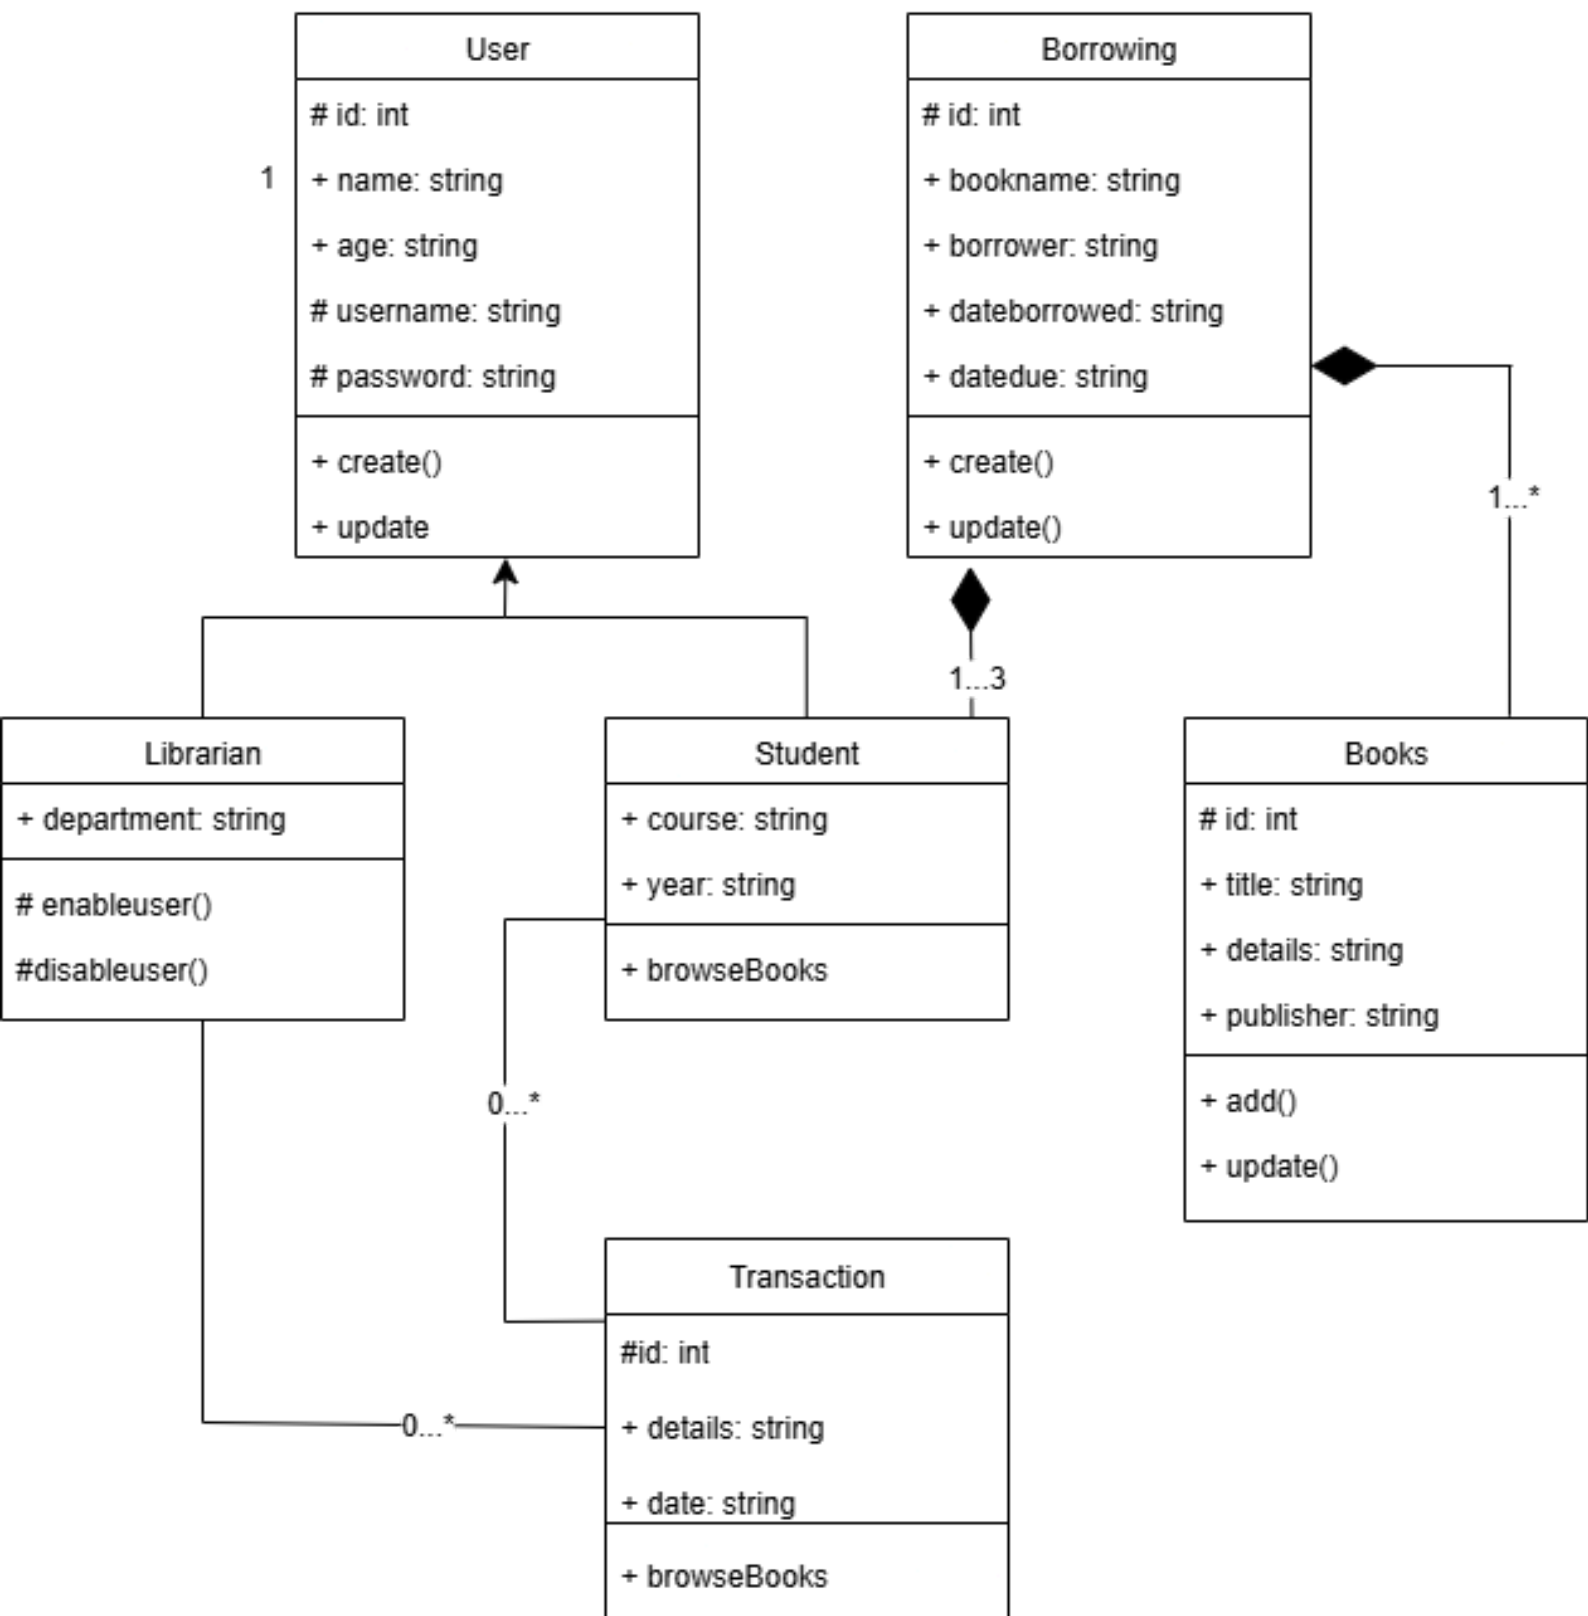 User
# id: int
1
+ name: string
+ age: string
# username: string
# password: string
+ create()
+ update
Borrowing
# id: int
+ bookname: string
+ borrower: string
+ dateborrowed: string
+ datedue: string
+ create()
+ update()
1...*
1...3
Librarian
+ department: string
# enableuser()
#disableuser()
Student
+ course: string
+ year: string
+ browseBooks
Books
# id: int
+ title: string
+ details: string
+ publisher: string
+ add()
+ update()
0...*
0...*
Transaction
#id: int
+ details: string
+ date: string
+ browseBooks